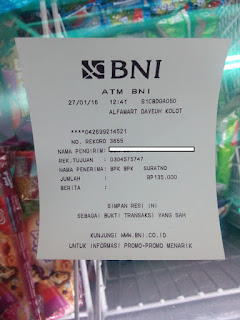 BNI
ATM BNI
27/01/16 12:41 S1CBDGA0S0
ALFAMART DAYEUH KOLOT
****042699214521
NO. REKORD 3855
NAMA PENGIRIM:
REK.TUJUAN : 0304575747
NAMA PENERIMA: BPK BPK SURATNO
JUMLAH : RP135.000
BERITA :
SIMPAN RESI INI
SEBAGAI BUKTI TRANSAKSI YANG SAH
KUNJUNGI WWW.BNI.CO.ID
UNTUK INFORMASI PROMO-PROMO MENARIK